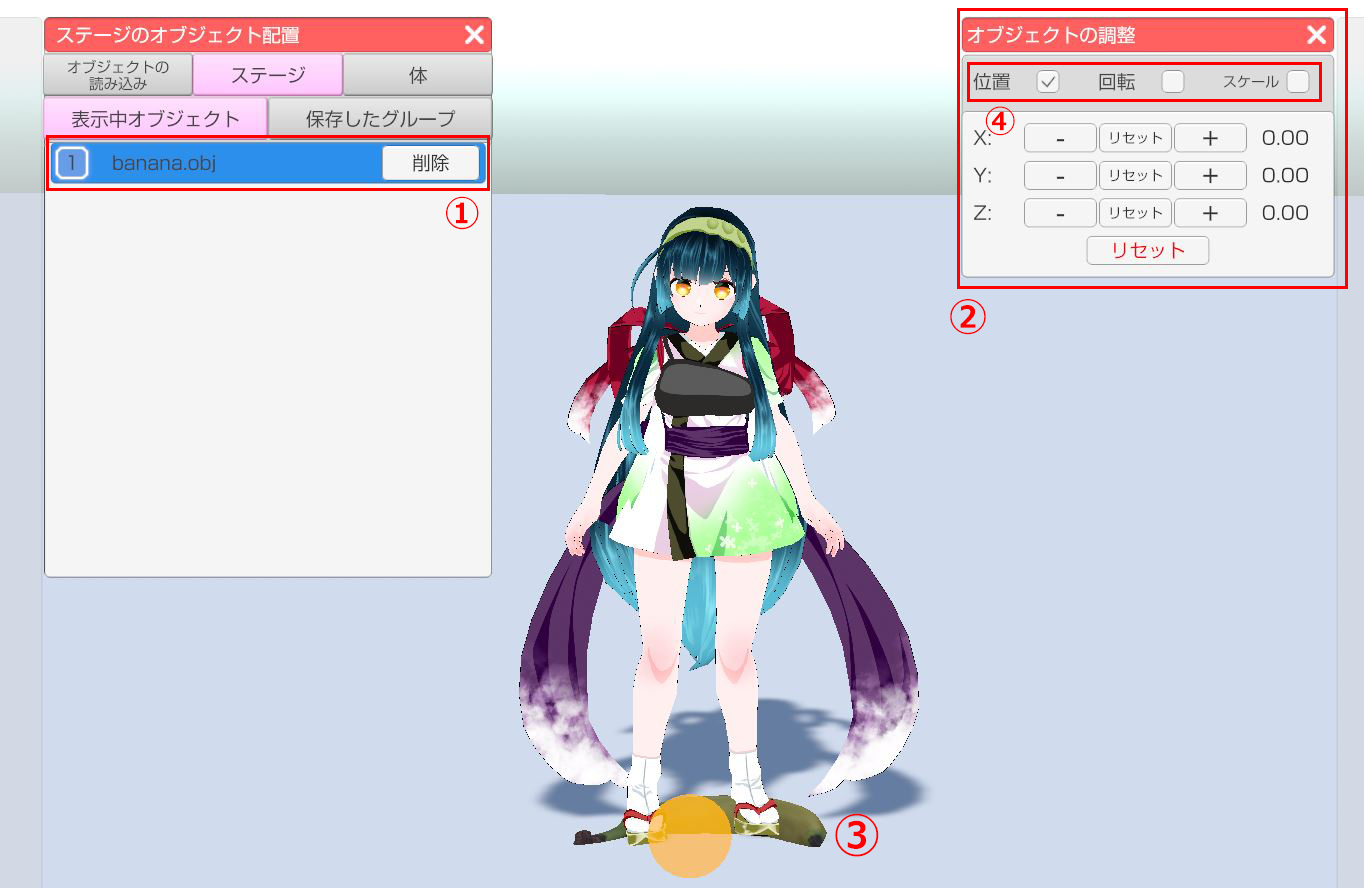 ステージのオブジェクト配置
オブジェクトの
読み込み
ステージ
体
表示中オブジェクト
保存したグループ
1
banana.obj
削除
①
オブジェクトの調整
位置
回転
スケール
④
X:
-
リセット
+
0.00
Y:
-
リセット
+
0.00
Z:
-
リセット
+
0.00
リセット
②
③